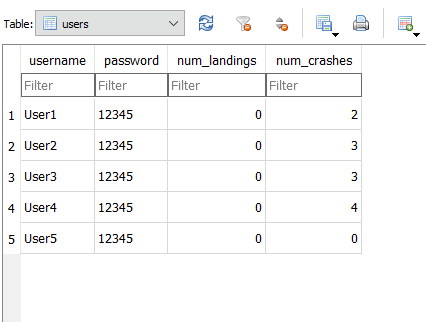 Table: users
username password num_landings num_crashes
Filter Filter Filter Filter
1 User1 12345 0 2
2 User2 12345 0 3
3 User3 12345 0 3
4 User4 12345 0 4
5 User5 12345 0 0